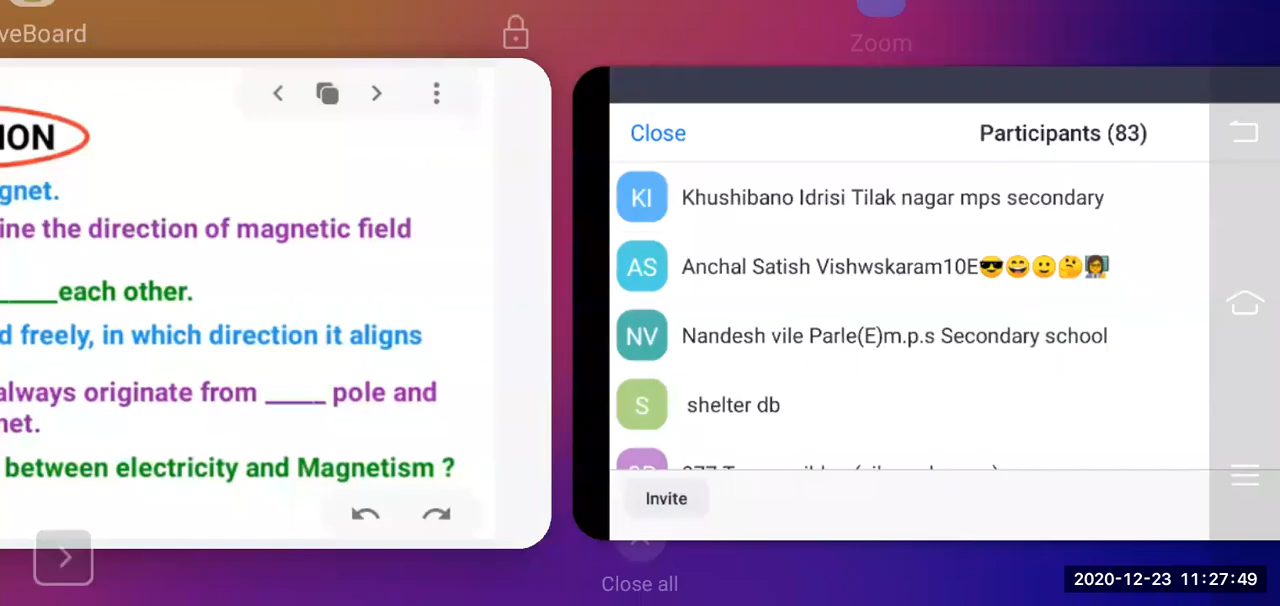 veBoard
Zoom
ION
gnet.
ine the direction of magnetic field
_____each other.
d freely, in which direction it aligns
always originate from _____ pole and
net.
between electricity and Magnetism ?
Close
Participants (83)
KI
Khushibano Idrisi Tilak nagar mps secondary
AS
Anchal Satish Vishwskaram10E😎😄🙂🤔👩‍🏫
NV
Nandesh vile Parle(E)m.p.s Secondary school
S
shelter db
Invite
Close all
2020-12-23 11:27:49